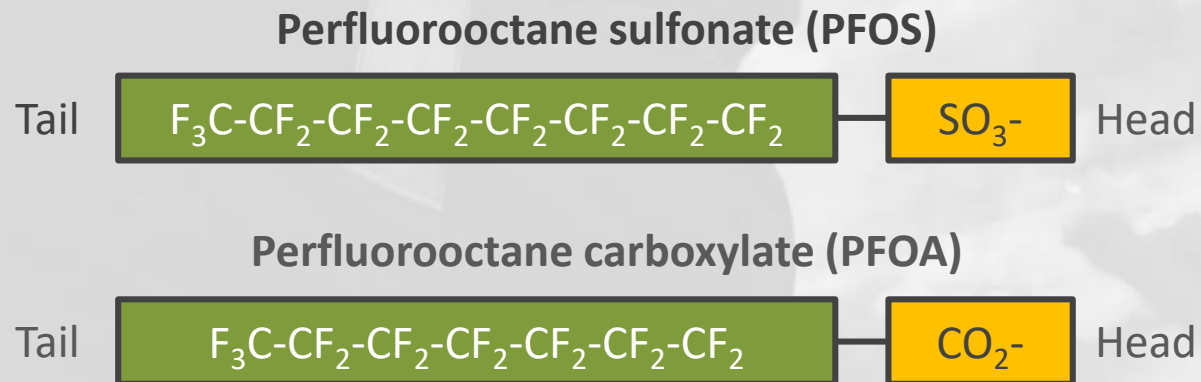 Perfluorooctane sulfonate (PFOS)
Tail F₃C-CF₂-CF₂-CF₂-CF₂-CF₂-CF₂-CF₂ SO₃- Head
Perfluorooctane carboxylate (PFOA)
Tail F₃C-CF₂-CF₂-CF₂-CF₂-CF₂-CF₂ CO₂- Head